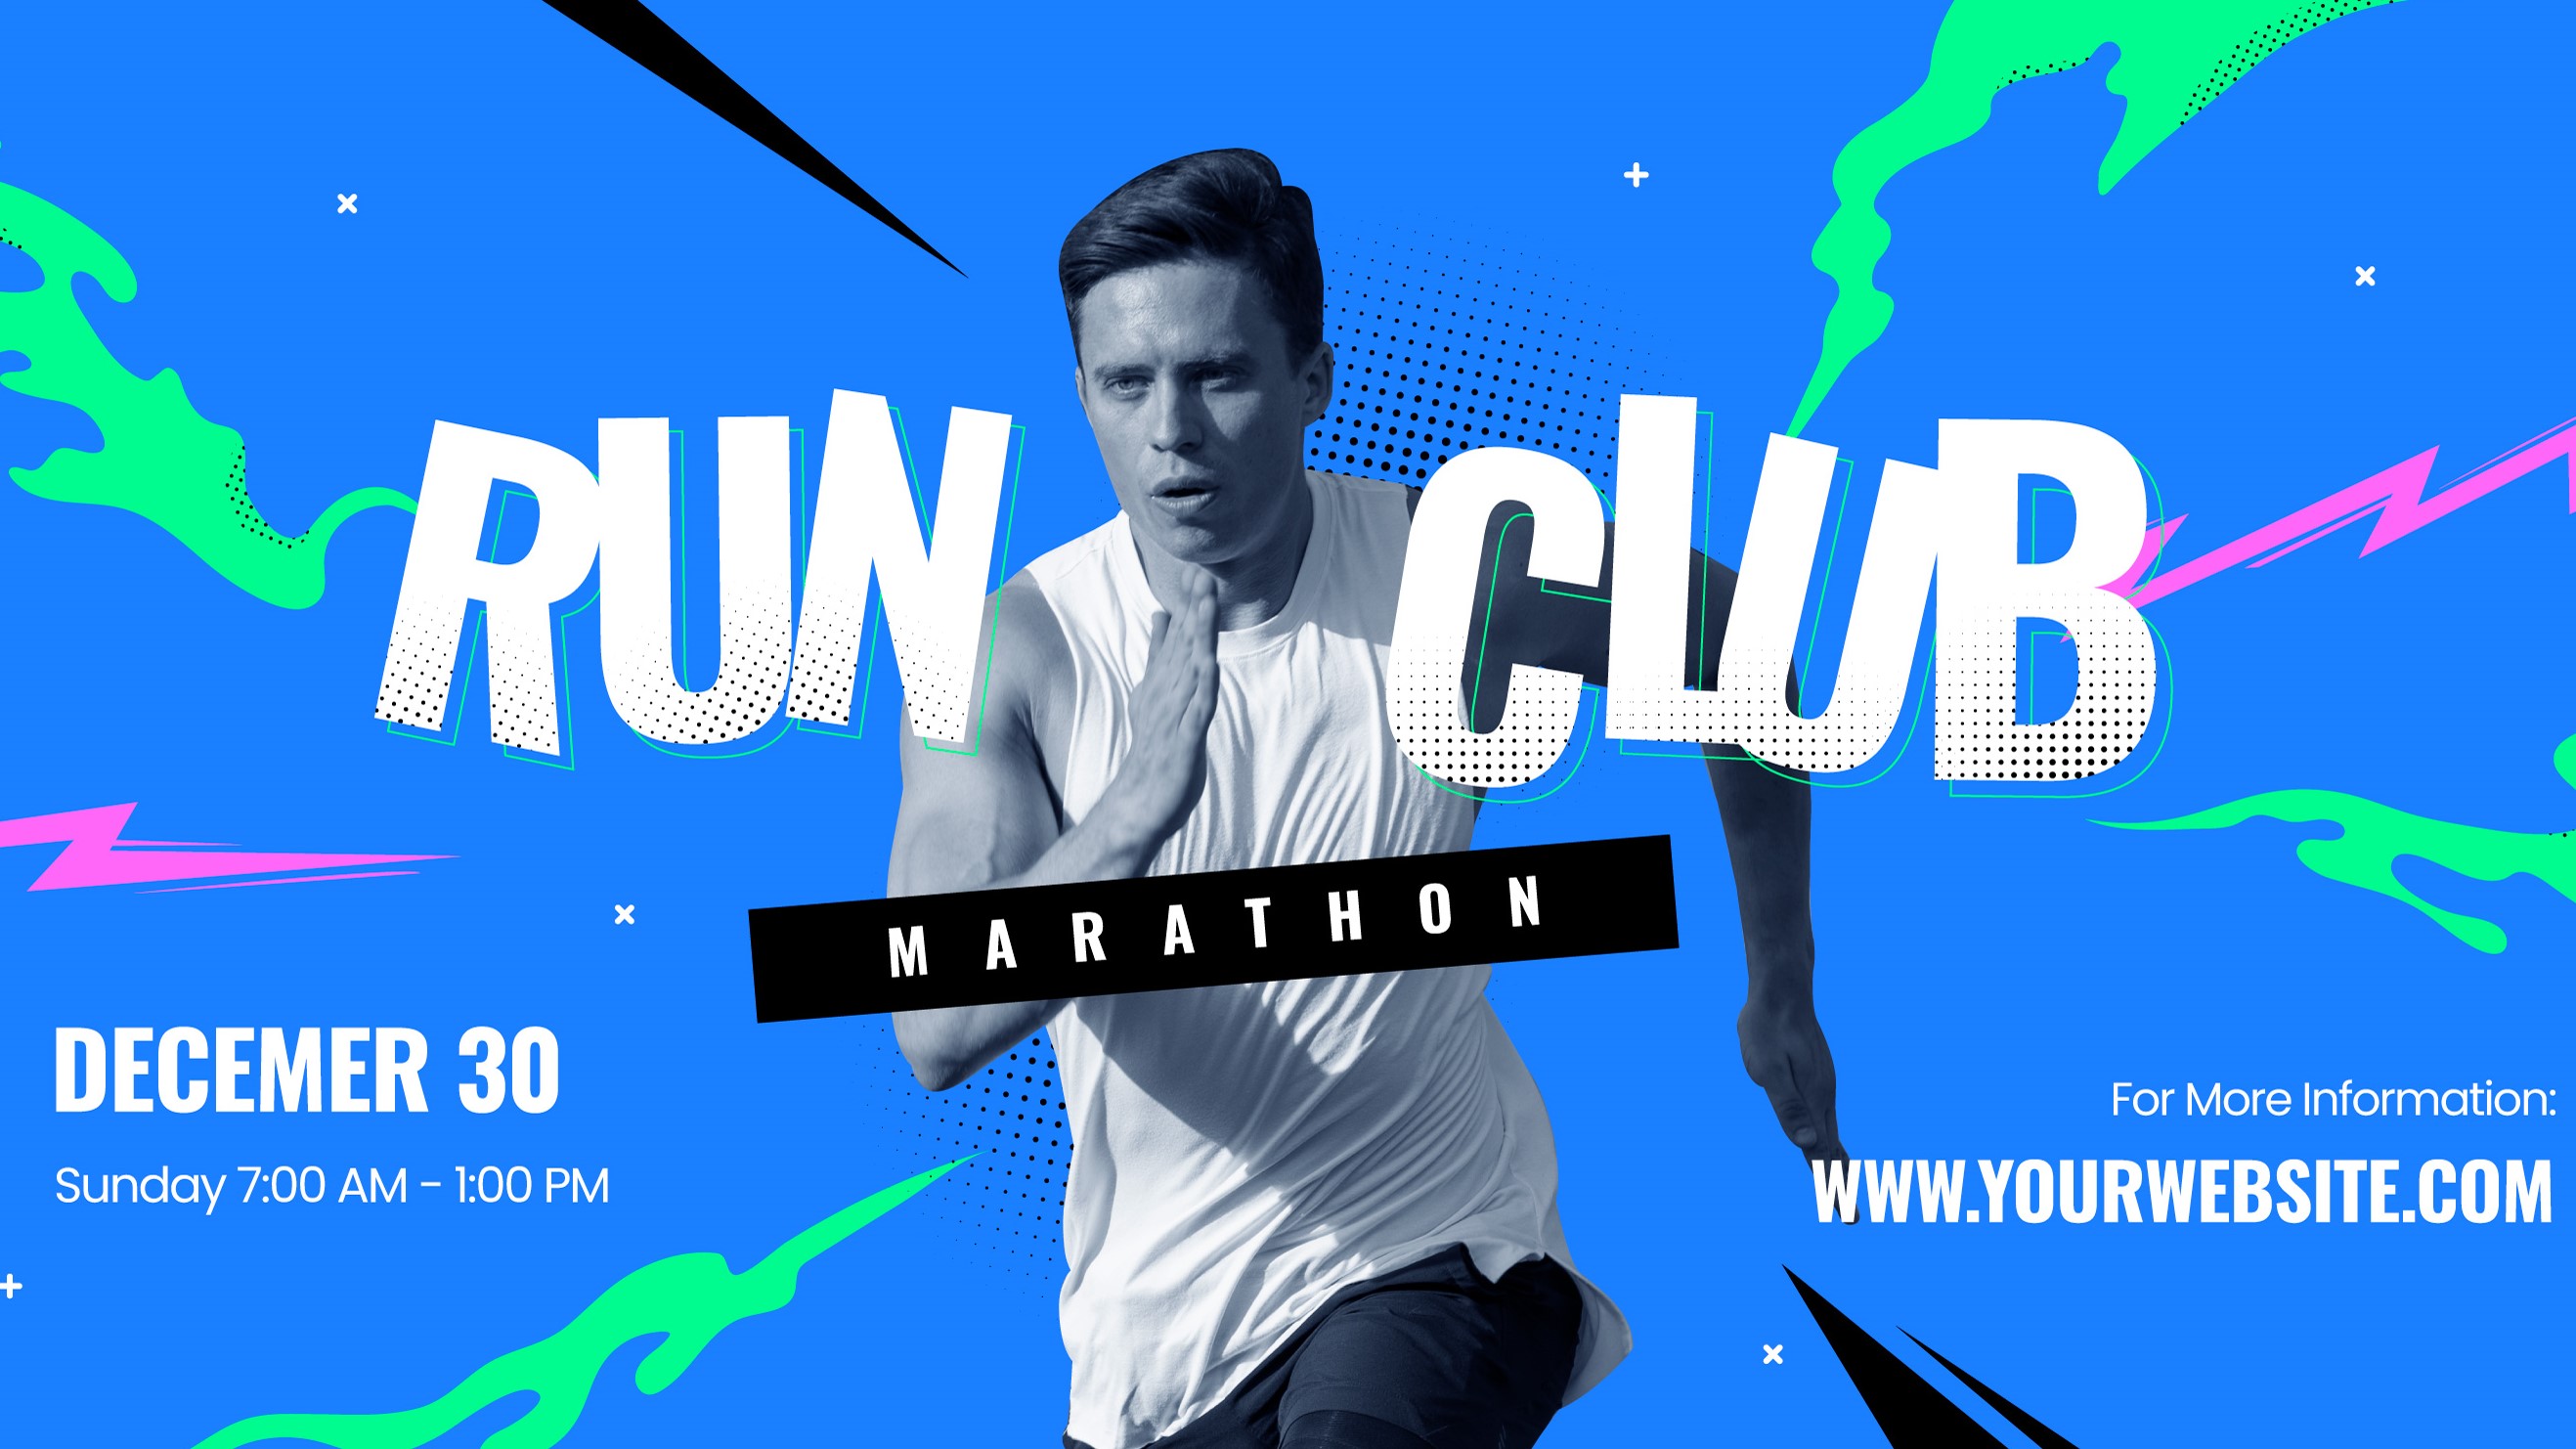 RUN CLUB
MARATHON
DECEMER 30
Sunday 7:00 AM - 1:00 PM
For More Information:
WWW.YOURWEBSITE.COM